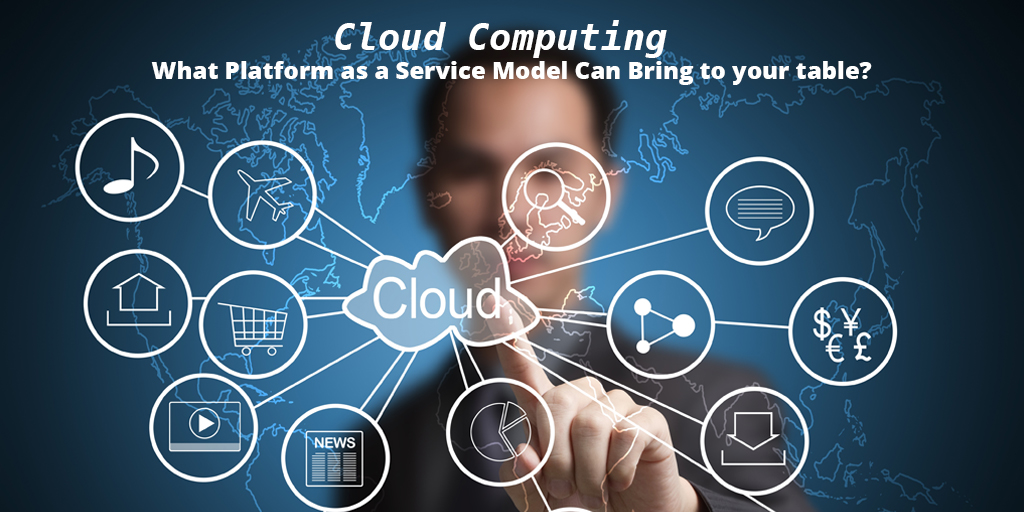 Cloud Computing
What Platform as a Service Model Can Bring to your table?
Cloud
$ ¥
€ £
NEWS